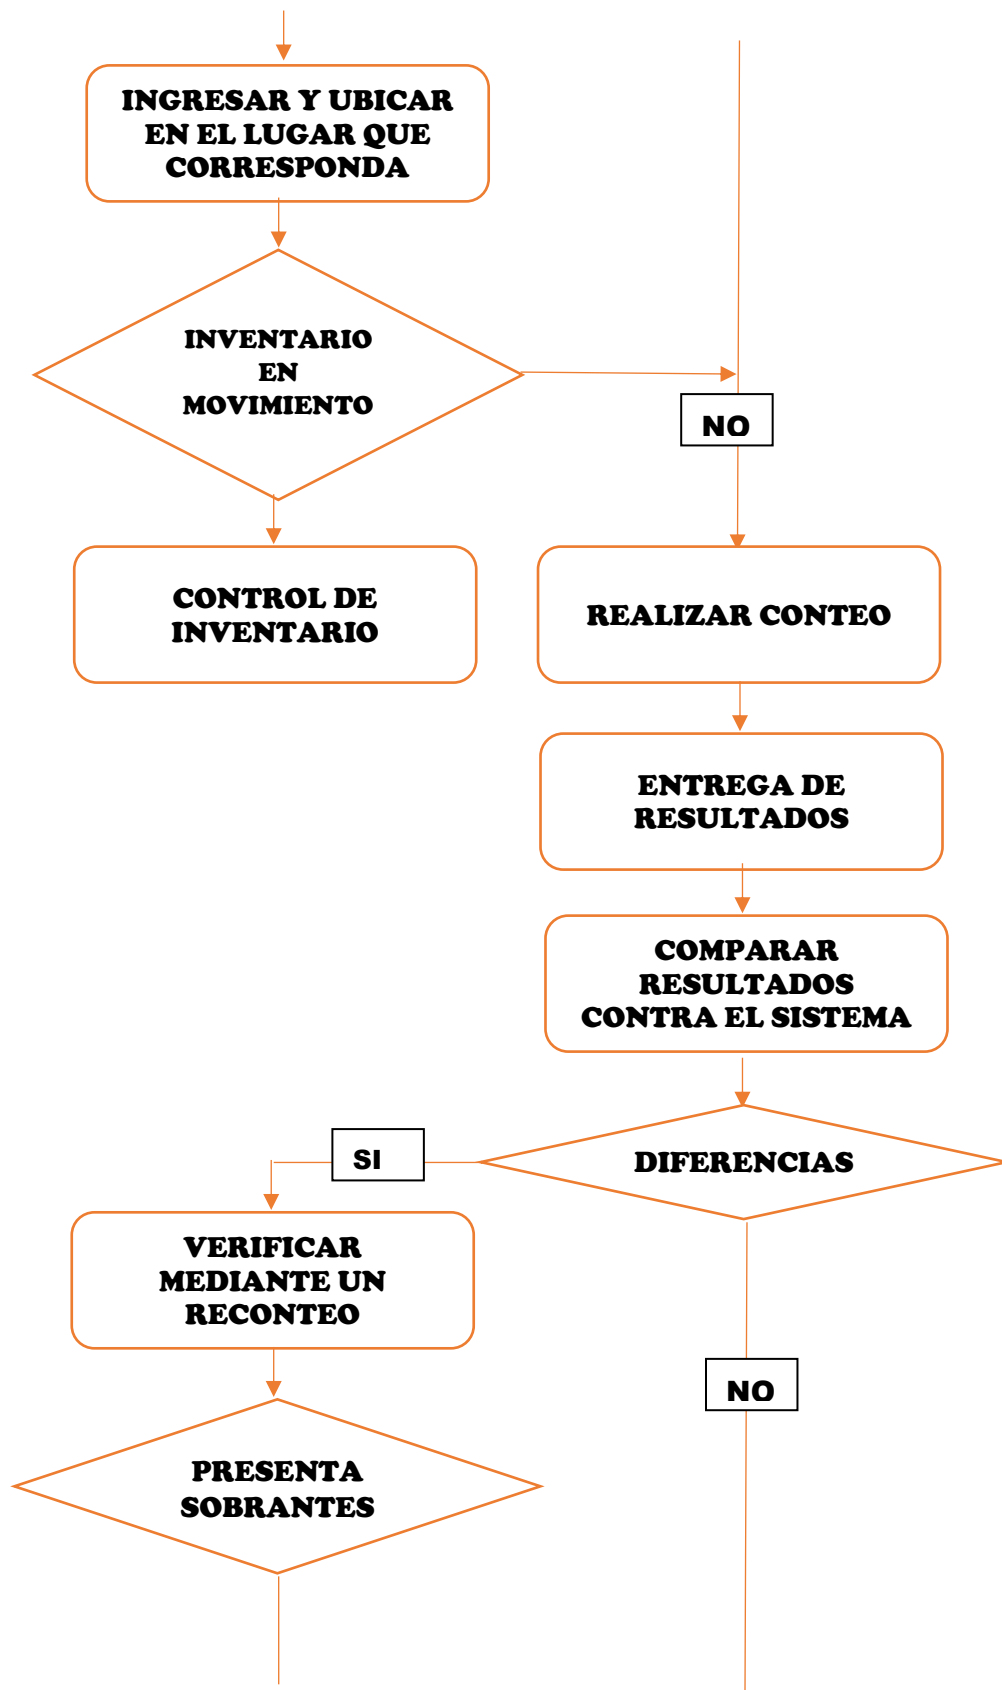 INGRESAR Y UBICAR
EN EL LUGAR QUE
CORRESPONDA
INVENTARIO
EN
MOVIMIENTO
NO
CONTROL DE
INVENTARIO
REALIZAR CONTEO
ENTREGA DE
RESULTADOS
COMPARAR
RESULTADOS
CONTRA EL SISTEMA
SI
DIFERENCIAS
VERIFICAR
MEDIANTE UN
RECONTEO
NO
PRESENTA
SOBRANTES